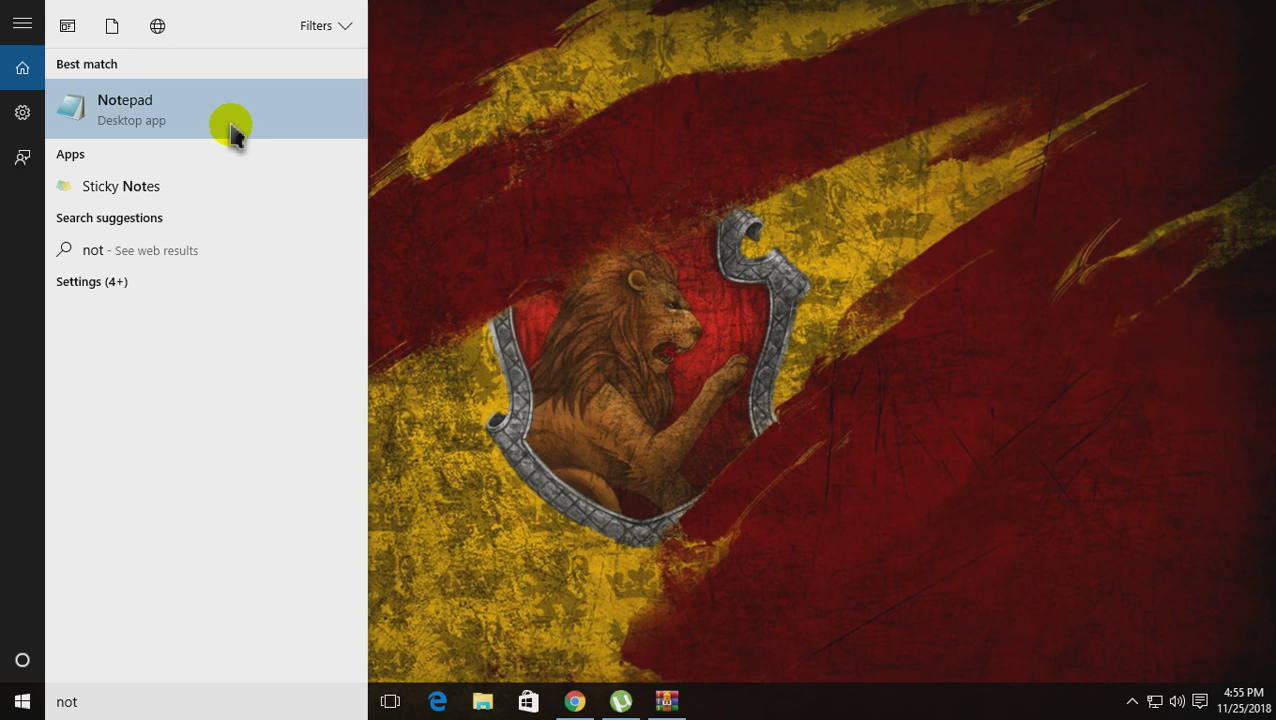 Filters
Best match
Notepad
Desktop app
Apps
Sticky Notes
Search suggestions
not - See web results
Settings (4+)
not
4:55 PM
11/25/2018